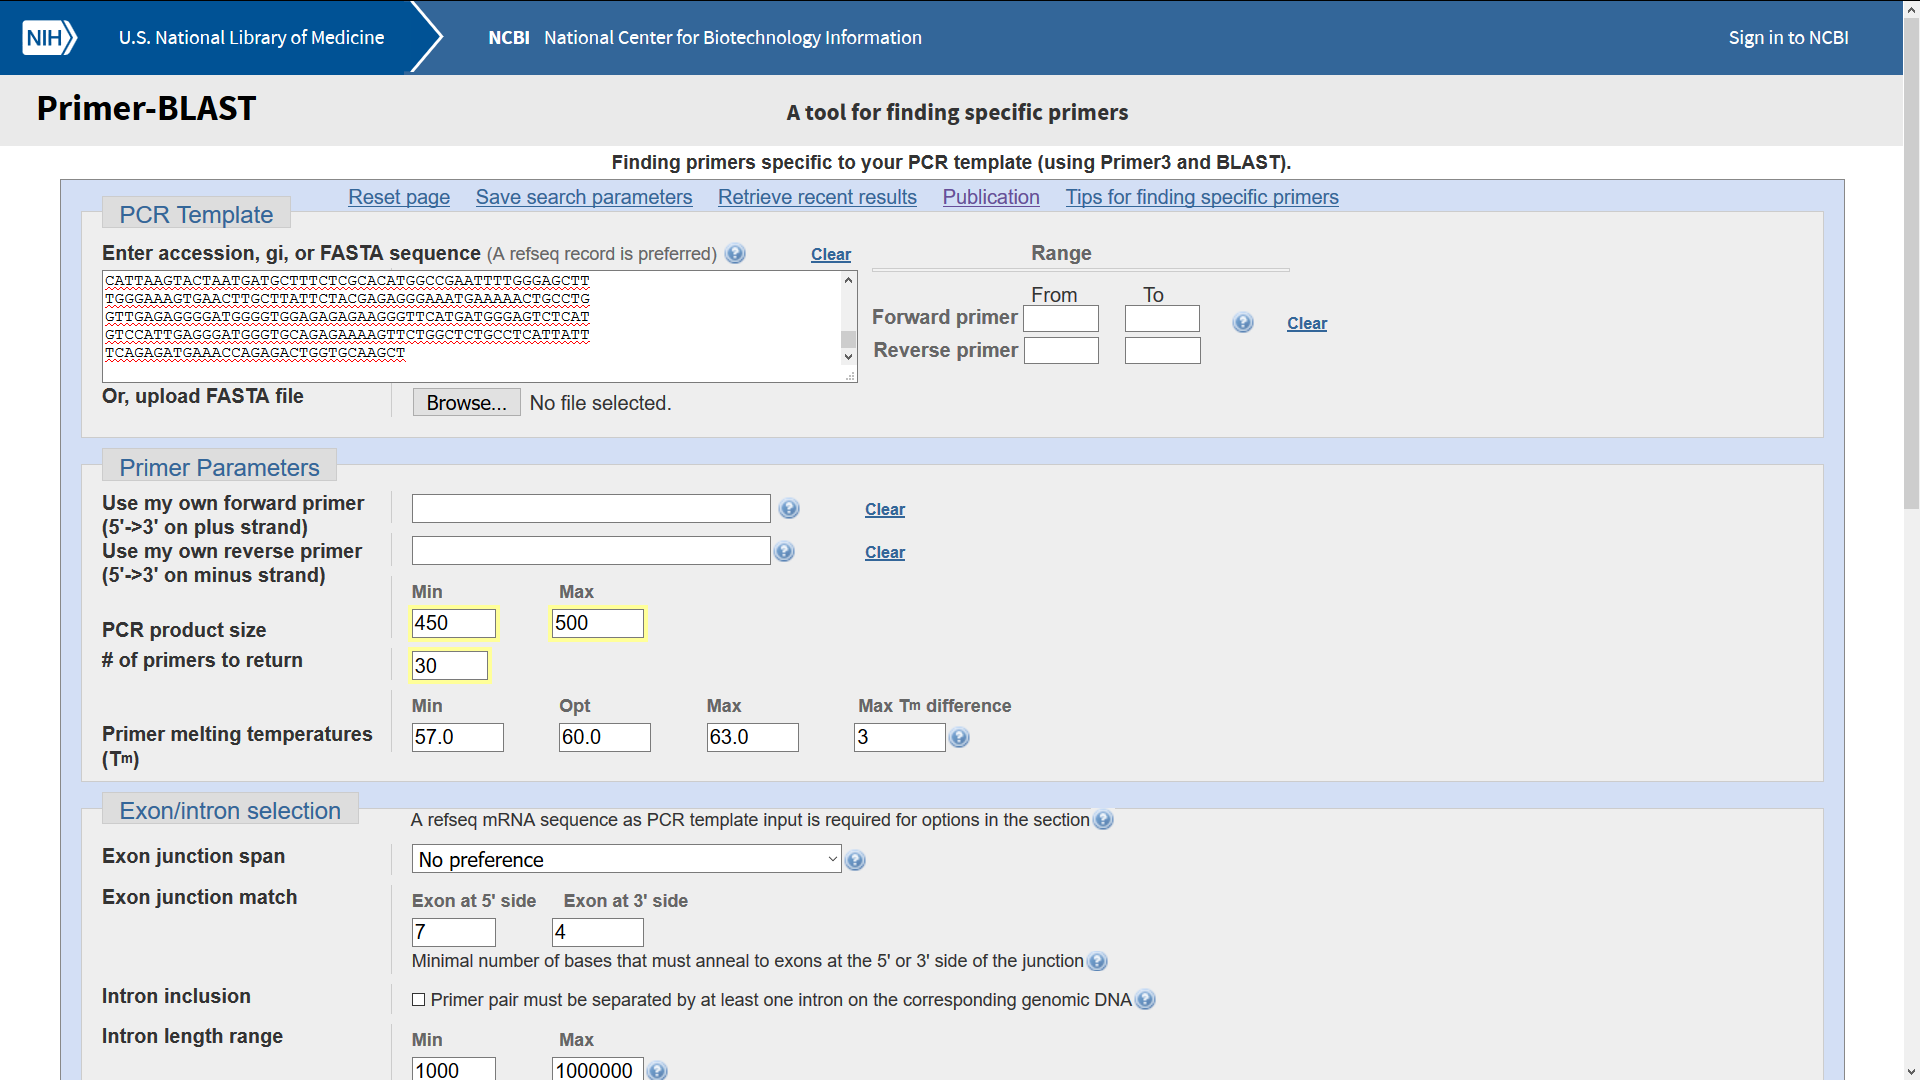 NIH
U.S. National Library of Medicine
NCBI National Center for Biotechnology Information
Sign in to NCBI
Primer-BLAST
A tool for finding specific primers
Finding primers specific to your PCR template (using Primer3 and BLAST).
Reset page Save search parameters Retrieve recent results Publication Tips for finding specific primers
PCR Template
Enter accession, gi, or FASTA sequence (A refseq record is preferred) ? Clear
Range
CATTAAGTACTAATGATGCTTTCTCGCACATGGCCGAATTTTGGGAGCTT
TGGGAAAGTGAACTTGCTTATTCTACGAGAGGGAAATGAAAAACTGCCTG
GTTGAGAGGGGATGGGGTGGAGAGAGAAGGGTTCATGATGGGAGTCTCAT
GTCCATTGAGGGATGGGTGCAGAGAAAAGTTCTGGCTCTGCCTCATTATT
TCAGAGATGAAACCAGAGACTGGTGCAAGCT
From To
Forward primer ? Clear
Reverse primer
Or, upload FASTA file Browse... No file selected.
Primer Parameters
Use my own forward primer
(5'->3' on plus strand) ? Clear
Use my own reverse primer
(5'->3' on minus strand) ? Clear
Min Max
PCR product size 450 500
# of primers to return 30
Min Opt Max Max Tm difference
Primer melting temperatures
(Tm) 57.0 60.0 63.0 3 ?
Exon/intron selection
A refseq mRNA sequence as PCR template input is required for options in the section ?
Exon junction span No preference ?
Exon junction match
Exon at 5' side Exon at 3' side
7 4
Minimal number of bases that must anneal to exons at the 5' or 3' side of the junction ?
Intron inclusion Primer pair must be separated by at least one intron on the corresponding genomic DNA ?
Intron length range Min Max
1000 1000000 ?